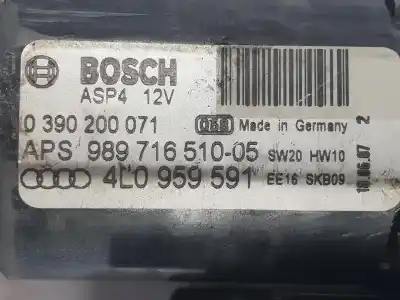 BOSCH
ASP4 12V
0 390 200 071 Made in Germany
APS 989 716 510-05 SW20 HW10
4L0 959 591 EE16 SKB09
18.06.07 2